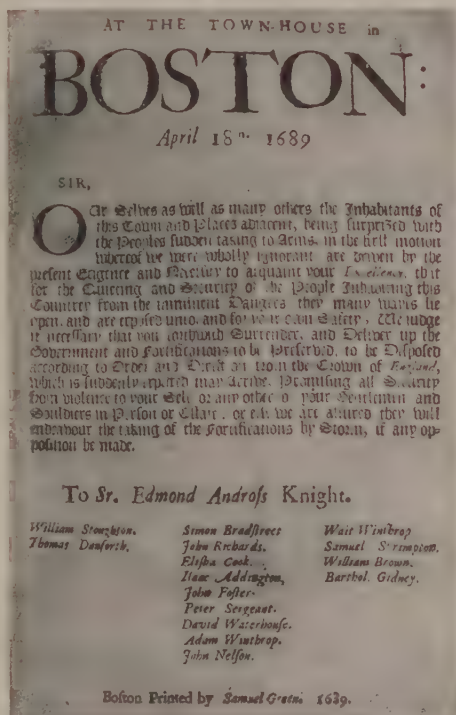 AT THE TOWN-HOUSE in
BOSTON:
April 18th. 1689
SIR,
OUr Selves as well as many others the Inhabitants of
this Town and Places adjacent, being surprized with
the Peoples sudden taking to Arms, in the first motion
whereof we were wholly ignorant are driven by the
present Exigence and Necessity to acquaint your Excellency, that
for the Quieting and Security of the People Inhabiting this
Countrey from the imminent Dangers they many wayes lie
open, and are exposed unto, and for your own Safety; We judge
it necessary that you forthwith Surrender, and Deliver up the
Government and Fortifications to be Preserved, to be Disposed
according to Order and Direction from the Crown of England,
which is suddenly expected may Arrive, Promising all Security
from violence to your Self, or any other of your Gentlemen and
Souldiers in Person or Estate: or else we are assured they will
endeavour the taking of the Fortifications by Storm, if any op-
position be made.
To Sr. Edmond Andross Knight.
William Stoughton.
Thomas Danforth.
Simon Bradstreet
John Richards.
Elisha Cook.
Isaac Addington,
John Foster.
Peter Sergeant.
David Waterhouse.
Adam Winthrop.
John Nelson.
Wait Winthrop
Samuel Shrimpton.
William Brown.
Barthol. Gidney.
Boston Printed by Samuel Green. 1689.